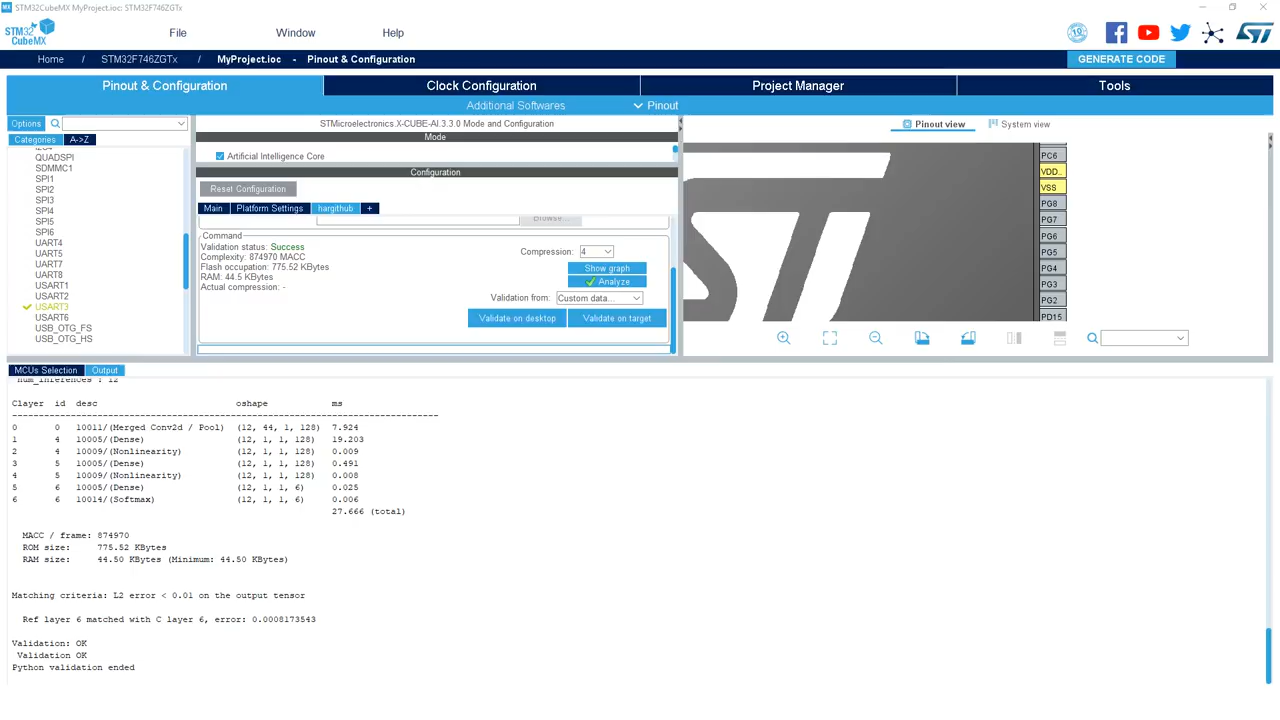 MX STM32CubeMX MyProject.ioc: STM32F746ZGTx
STM32 CubeMX
File Window Help
10
ST
Home / STM32F746ZGTx / MyProject.ioc - Pinout & Configuration
GENERATE CODE
Pinout & Configuration Clock Configuration Project Manager Tools
Additional Softwares Pinout
Options
Categories A->Z
QUADSPI
SDMMC1
SPI1
SPI2
SPI3
SPI4
SPI5
SPI6
UART4
UART5
UART7
UART8
USART1
USART2
USART3
USART6
USB_OTG_FS
USB_OTG_HS
STMicroelectronics.X-CUBE-AI.3.3.0 Mode and Configuration
Mode
Artificial Intelligence Core
Configuration
Reset Configuration
Main Platform Settings hargithub +
Browse...
Command
Validation status: Success
Complexity: 874970 MACC
Flash occupation: 775.52 KBytes
RAM: 44.5 KBytes
Actual compression: -
Compression: 4
Show graph
Analyze
Validation from: Custom data...
Validate on desktop Validate on target
Pinout view System view
PC6
VDD..
VSS
PG8
PG7
PG6
PG5
PG4
PG3
PG2
PD15
MCUs Selection Output
num_inferences : 12
Clayer id desc oshape ms
--------------------------------------------------------------------------------
0 0 10011/(Merged Conv2d / Pool) (12, 44, 1, 128) 7.924
1 4 10005/(Dense) (12, 1, 1, 128) 19.203
2 4 10009/(Nonlinearity) (12, 1, 1, 128) 0.009
3 5 10005/(Dense) (12, 1, 1, 128) 0.491
4 5 10009/(Nonlinearity) (12, 1, 1, 128) 0.008
5 6 10005/(Dense) (12, 1, 1, 6) 0.025
6 6 10014/(Softmax) (12, 1, 1, 6) 0.006
27.666 (total)
MACC / frame: 874970
ROM size: 775.52 KBytes
RAM size: 44.50 KBytes (Minimum: 44.50 KBytes)
Matching criteria: L2 error < 0.01 on the output tensor
Ref layer 6 matched with C layer 6, error: 0.0008173543
Validation: OK
Validation OK
Python validation ended